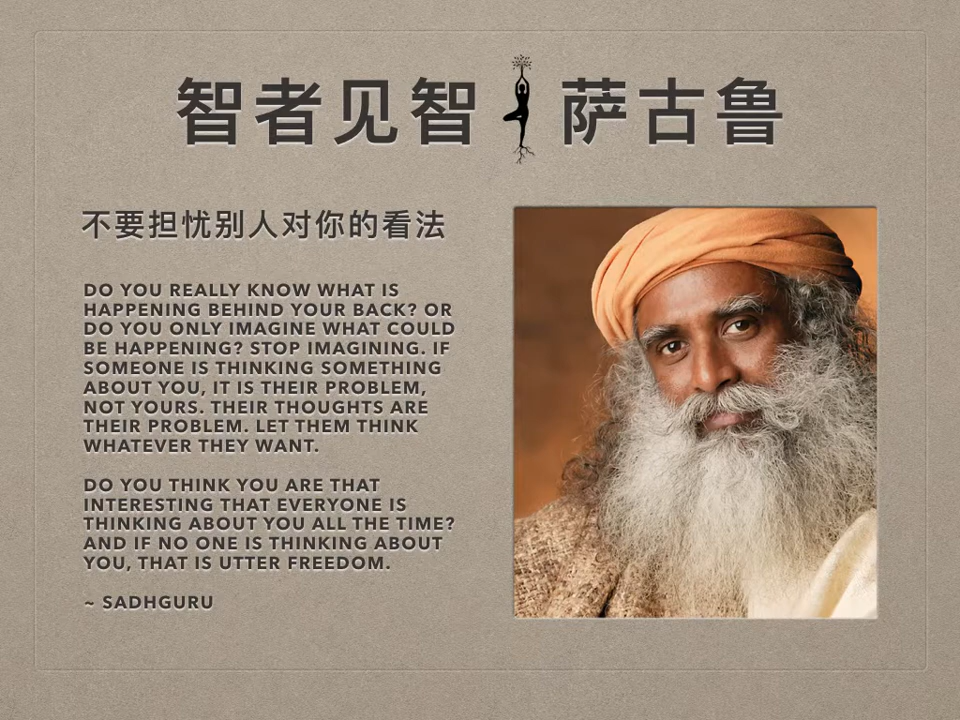 智者见智 萨古鲁
不要担忧别人对你的看法
DO YOU REALLY KNOW WHAT IS
HAPPENING BEHIND YOUR BACK? OR
DO YOU ONLY IMAGINE WHAT COULD
BE HAPPENING? STOP IMAGINING. IF
SOMEONE IS THINKING SOMETHING
ABOUT YOU, IT IS THEIR PROBLEM,
NOT YOURS. THEIR THOUGHTS ARE
THEIR PROBLEM. LET THEM THINK
WHATEVER THEY WANT.
DO YOU THINK YOU ARE THAT
INTERESTING THAT EVERYONE IS
THINKING ABOUT YOU ALL THE TIME?
AND IF NO ONE IS THINKING ABOUT
YOU, THAT IS UTTER FREEDOM.
~ SADHGURU